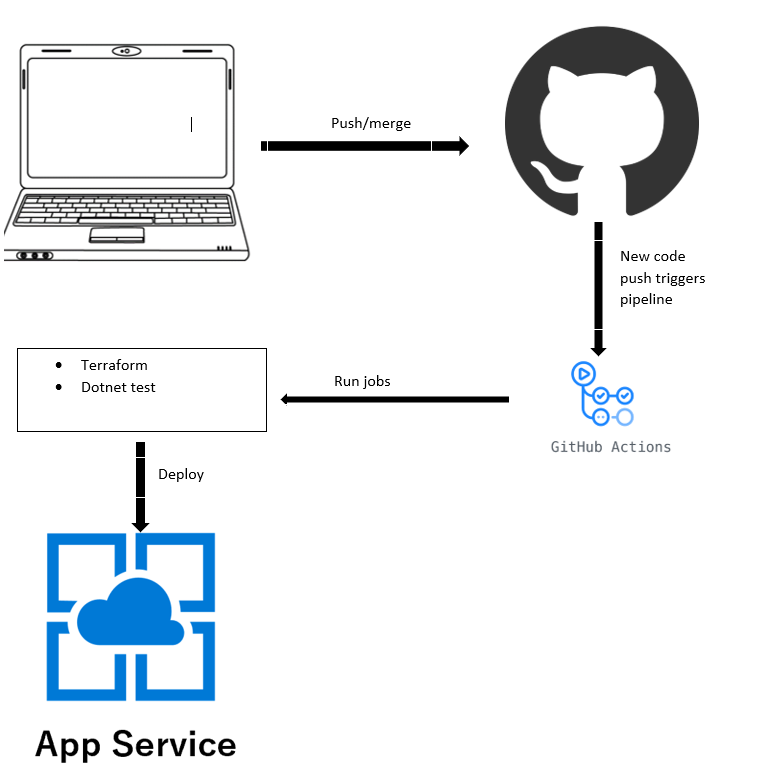 Push/merge
New code
push triggers
pipeline
• Terraform
• Dotnet test
Run jobs
GitHub Actions
Deploy
App Service